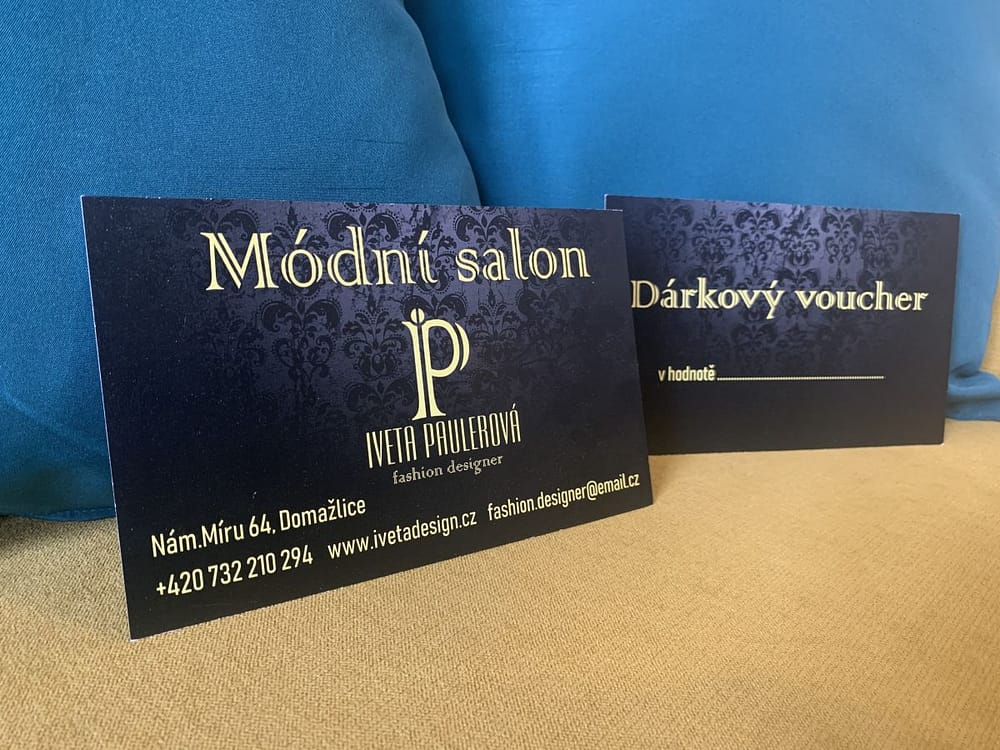 Módní salon
iP
IVETA PAULEROVÁ
fashion designer
Nám.Míru 64, Domažlice
+420 732 210 294 www.ivetadesign.cz fashion.designer@email.cz
Dárkový voucher
v hodnotě